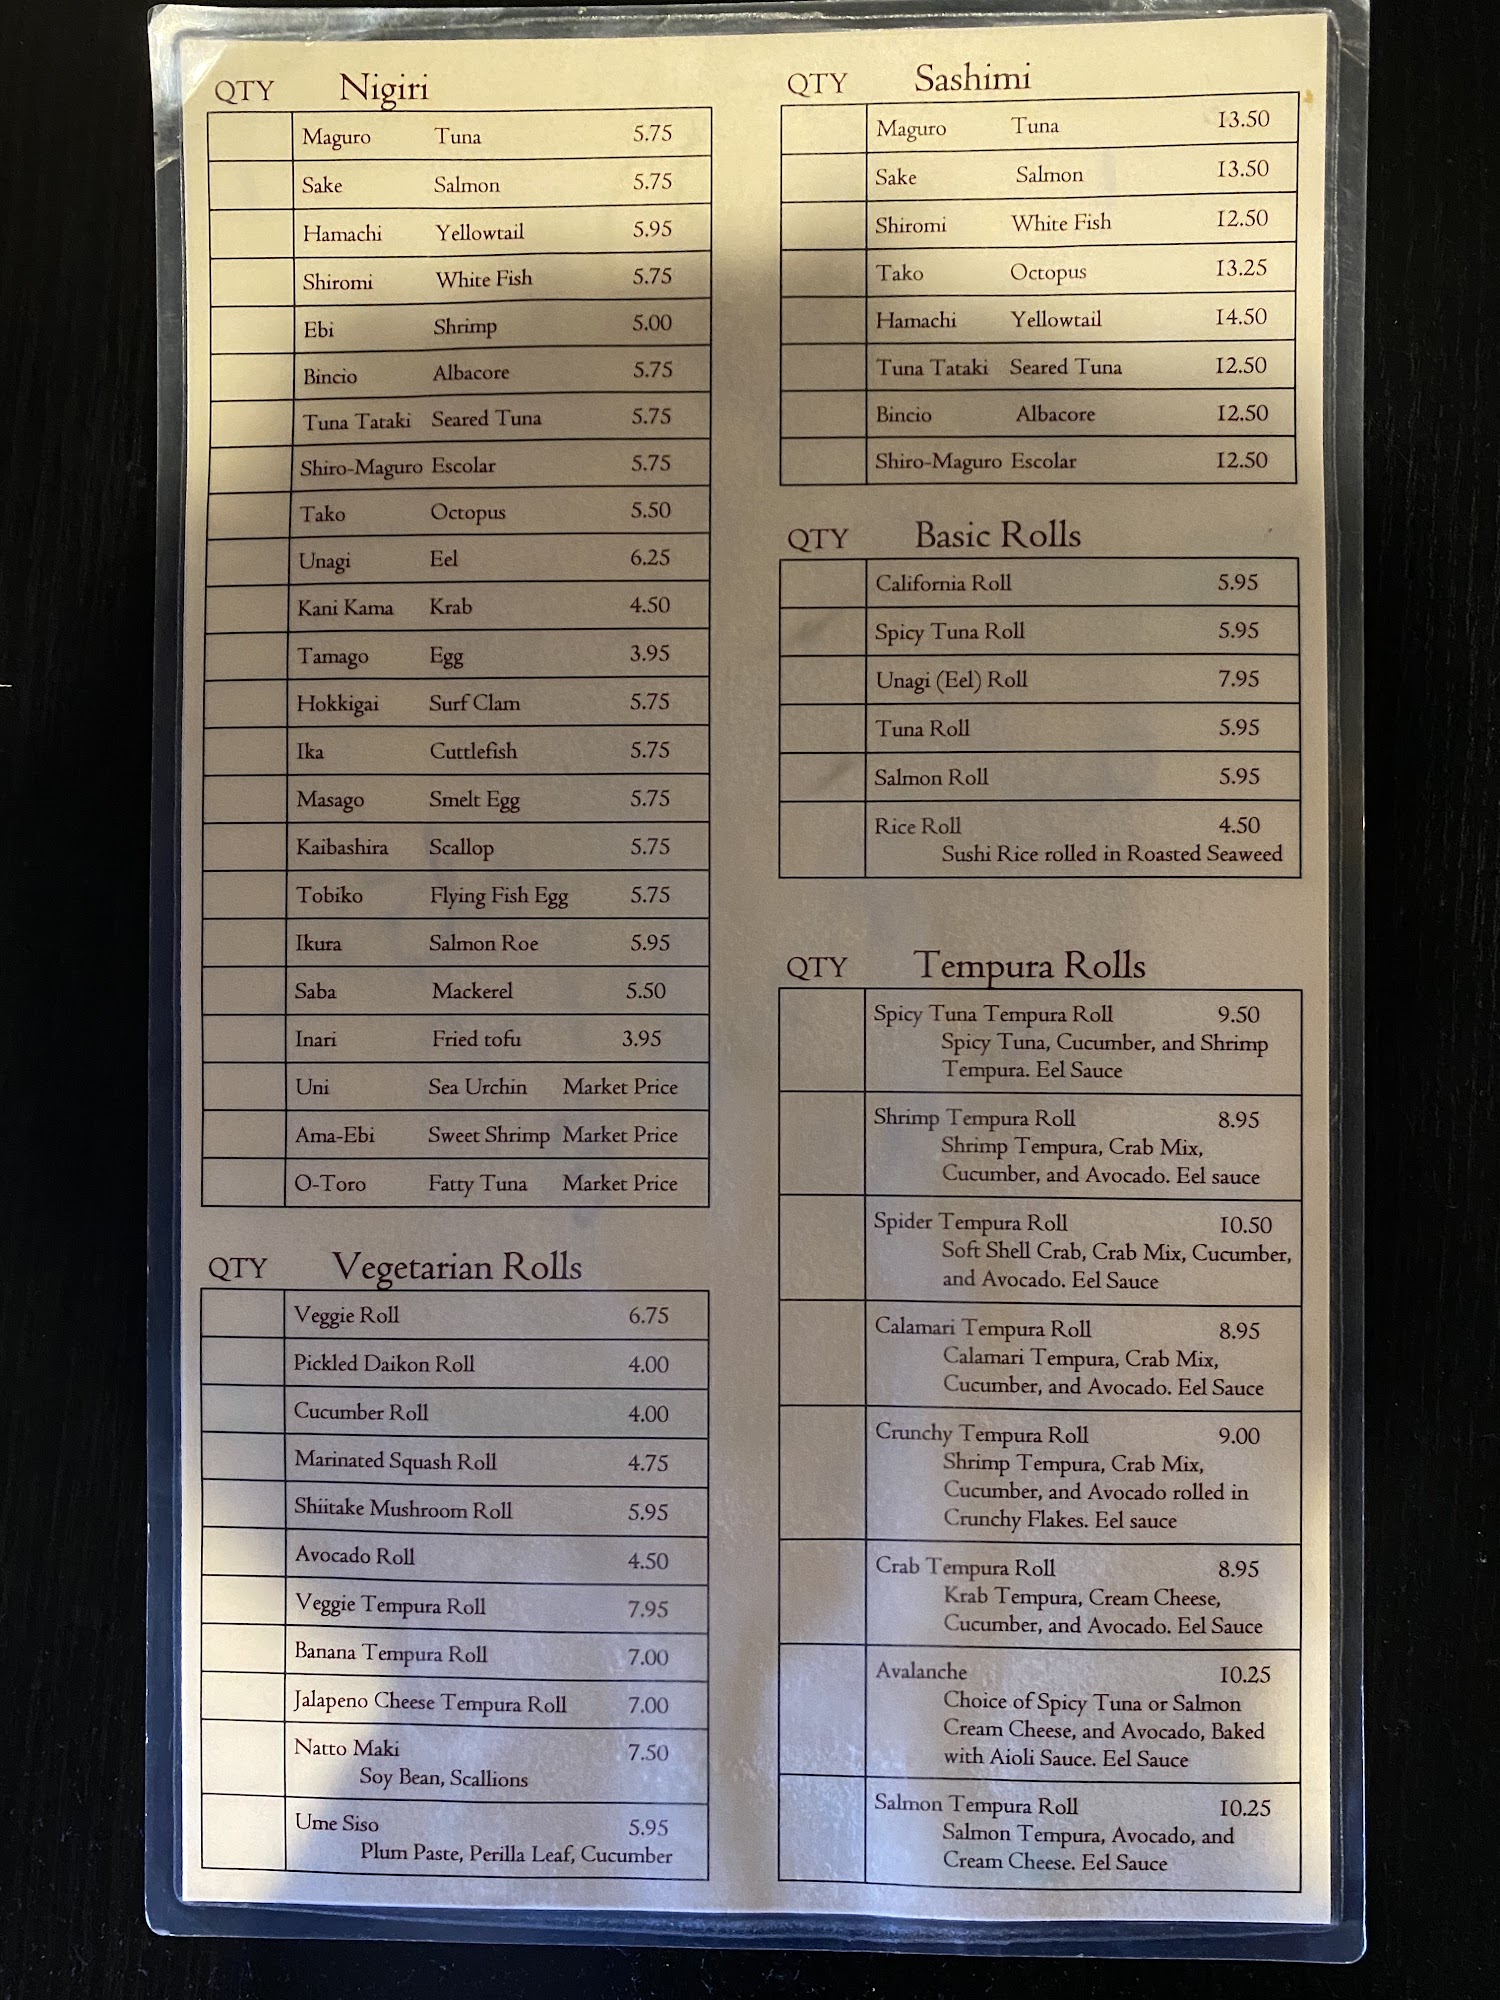 QTY Nigiri
Maguro Tuna 5.75
Sake Salmon 5.75
Hamachi Yellowtail 5.95
Shiromi White Fish 5.75
Ebi Shrimp 5.00
Bincio Albacore 5.75
Tuna Tataki Seared Tuna 5.75
Shiro-Maguro Escolar 5.75
Tako Octopus 5.50
Unagi Eel 6.25
Kani Kama Krab 4.50
Tamago Egg 3.95
Hokkigai Surf Clam 5.75
Ika Cuttlefish 5.75
Masago Smelt Egg 5.75
Kaibashira Scallop 5.75
Tobiko Flying Fish Egg 5.75
Ikura Salmon Roe 5.95
Saba Mackerel 5.50
Inari Fried tofu 3.95
Uni Sea Urchin Market Price
Ama-Ebi Sweet Shrimp Market Price
O-Toro Fatty Tuna Market Price
QTY Vegetarian Rolls
Veggie Roll 6.75
Pickled Daikon Roll 4.00
Cucumber Roll 4.00
Marinated Squash Roll 4.75
Shiitake Mushroom Roll 5.95
Avocado Roll 4.50
Veggie Tempura Roll 7.95
Banana Tempura Roll 7.00
Jalapeno Cheese Tempura Roll 7.00
Natto Maki 7.50
Soy Bean, Scallions
Ume Siso 5.95
Plum Paste, Perilla Leaf, Cucumber
QTY Sashimi
Maguro Tuna 13.50
Sake Salmon 13.50
Shiromi White Fish 12.50
Tako Octopus 13.25
Hamachi Yellowtail 14.50
Tuna Tataki Seared Tuna 12.50
Bincio Albacore 12.50
Shiro-Maguro Escolar 12.50
QTY Basic Rolls
California Roll 5.95
Spicy Tuna Roll 5.95
Unagi (Eel) Roll 7.95
Tuna Roll 5.95
Salmon Roll 5.95
Rice Roll 4.50
Sushi Rice rolled in Roasted Seaweed
QTY Tempura Rolls
Spicy Tuna Tempura Roll 9.50
Spicy Tuna, Cucumber, and Shrimp
Tempura. Eel Sauce
Shrimp Tempura Roll 8.95
Shrimp Tempura, Crab Mix,
Cucumber, and Avocado. Eel sauce
Spider Tempura Roll 10.50
Soft Shell Crab, Crab Mix, Cucumber,
and Avocado. Eel Sauce
Calamari Tempura Roll 8.95
Calamari Tempura, Crab Mix,
Cucumber, and Avocado. Eel Sauce
Crunchy Tempura Roll 9.00
Shrimp Tempura, Crab Mix,
Cucumber, and Avocado rolled in
Crunchy Flakes. Eel sauce
Crab Tempura Roll 8.95
Krab Tempura, Cream Cheese,
Cucumber, and Avocado. Eel Sauce
Avalanche 10.25
Choice of Spicy Tuna or Salmon
Cream Cheese, and Avocado, Baked
with Aioli Sauce. Eel Sauce
Salmon Tempura Roll 10.25
Salmon Tempura, Avocado, and
Cream Cheese. Eel Sauce